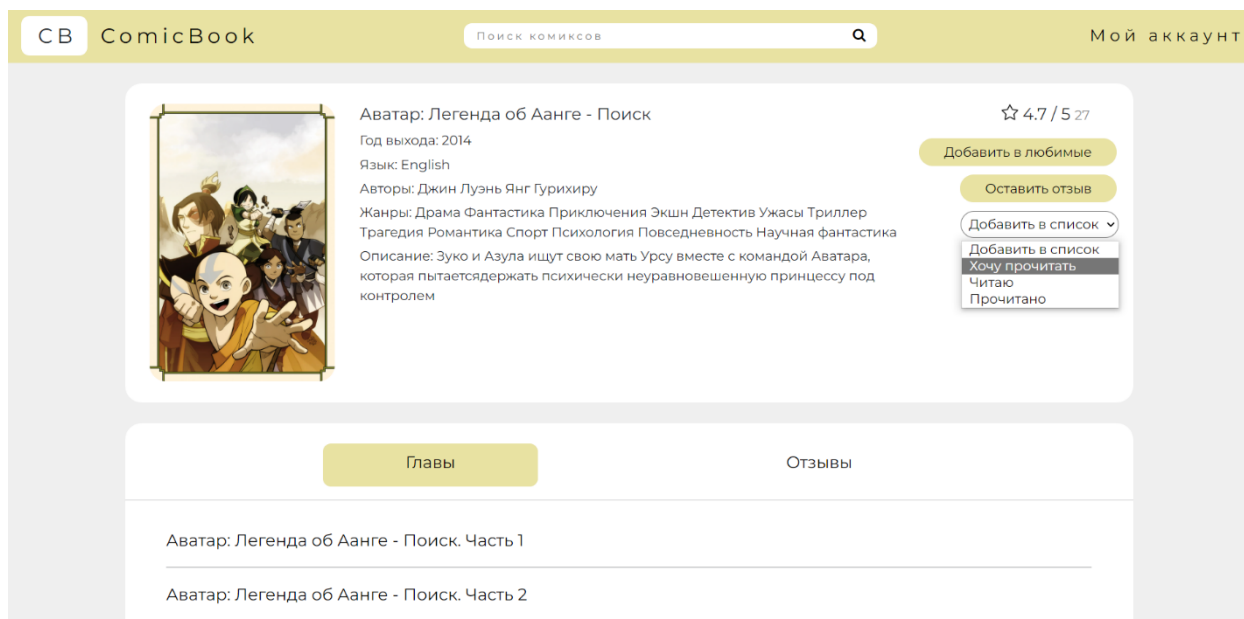 CB ComicBook
Поиск комиксов
Мой аккаунт
Аватар: Легенда об Аанге - Поиск
Год выхода: 2014
Язык: English
Авторы: Джин Луэнь Янг Гурихиру
Жанры: Драма Фантастика Приключения Экшн Детектив Ужасы Триллер
Трагедия Романтика Спорт Психология Повседневность Научная фантастика
Описание: Зуко и Азула ищут свою мать Урсу вместе с командой Аватара,
которая пытаетсядержать психически неуравновешенную принцессу под
контролем
4.7 / 5 27
Добавить в любимые
Оставить отзыв
Добавить в список
Добавить в список
Хочу прочитать
Читаю
Прочитано
Главы
Отзывы
Аватар: Легенда об Аанге - Поиск. Часть 1
Аватар: Легенда об Аанге - Поиск. Часть 2